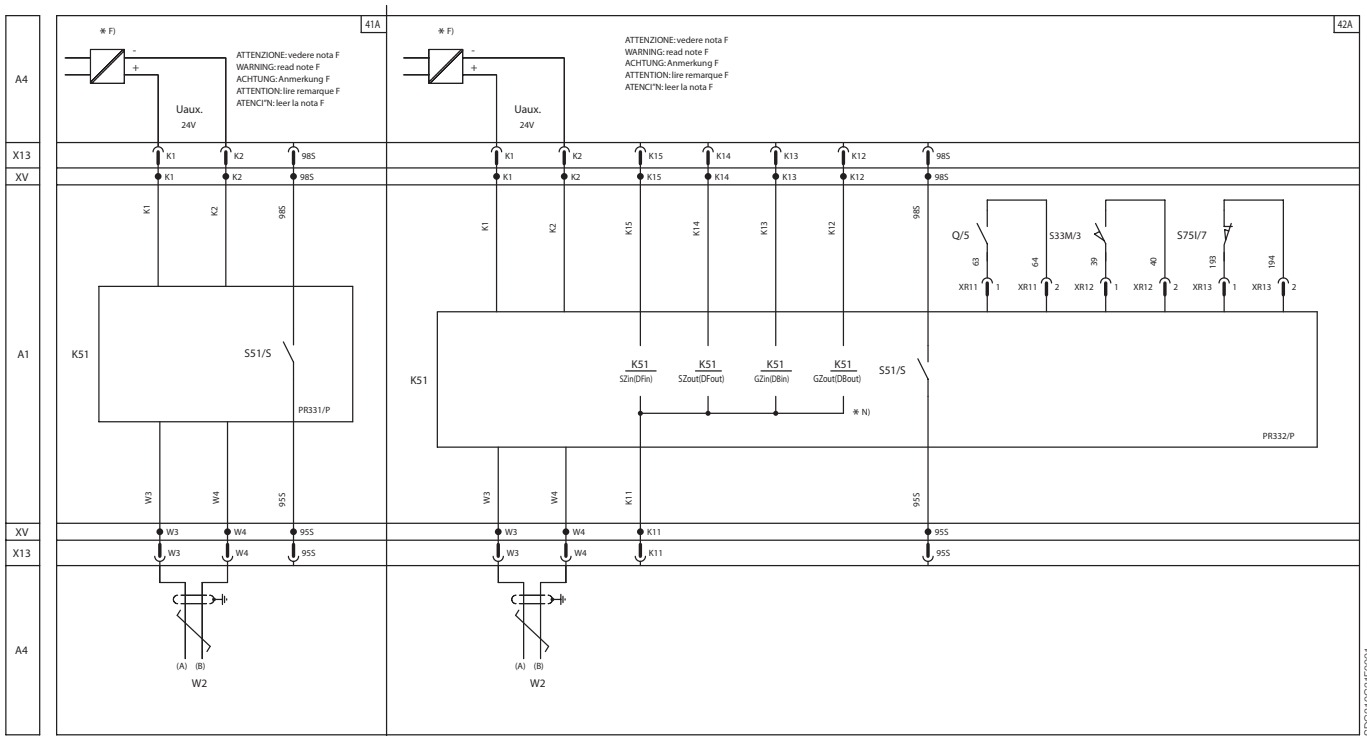 41A
42A
A4
X13
XV
A1
XV
X13
A4
* F)
-
+
Uaux.
24V
ATTENZIONE: vedere nota F
WARNING: read note F
ACHTUNG: Anmerkung F
ATTENTION: lire remarque F
ATENCI"N: leer la nota F
K1 K2 98S
K1 K2 98S
K1 K2 98S
K51
S51/S
PR331/P
W3 W4 95S
W3 W4 95S
W3 W4 95S
(A) (B)
W2
* F)
-
+
Uaux.
24V
ATTENZIONE: vedere nota F
WARNING: read note F
ACHTUNG: Anmerkung F
ATTENTION: lire remarque F
ATENCI"N: leer la nota F
K1 K2 K15 K14 K13 K12 98S
K1 K2 K15 K14 K13 K12 98S
K1 K2 K15 K14 K13 K12 98S
Q/5 S33M/3 S75I/7
63 64 39 40 193 194
XR11 1 XR11 2 XR12 1 XR12 2 XR13 1 XR13 2
K51
K51 K51 K51 K51
SZin(DFin) SZout(DFout) GZin(DBin) GZout(DBout)
S51/S
* N)
PR332/P
W3 W4 K11 95S
W3 W4 K11 95S
W3 W4 K11 95S
(A) (B)
W2